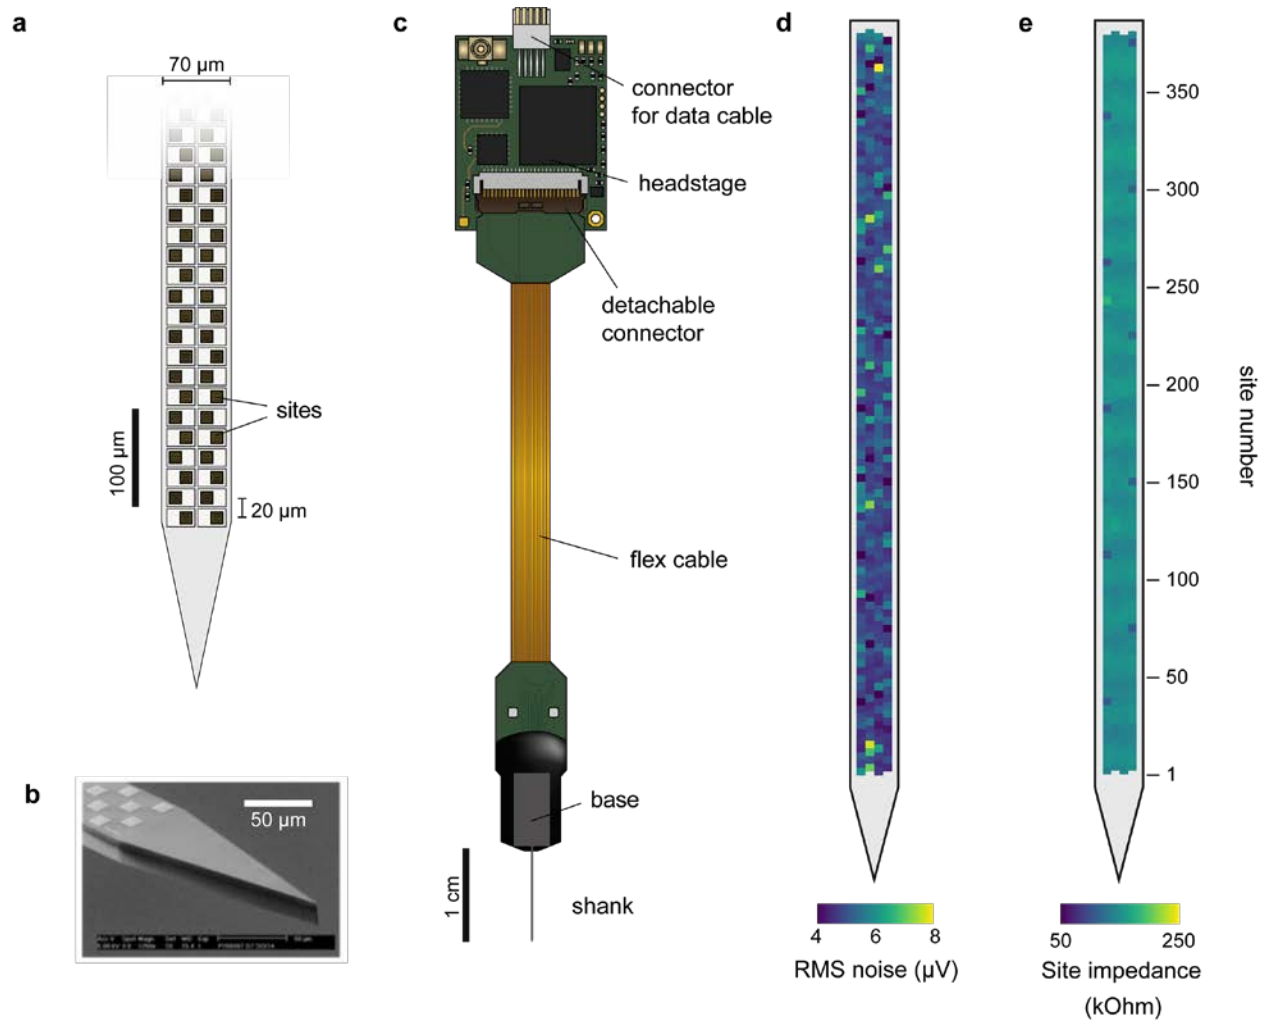 a
70 µm
sites
100 µm
20 µm
b
50 µm
c
connector
for data cable
headstage
detachable
connector
flex cable
base
1 cm
shank
d
4 6 8
RMS noise (µV)
e
350
300
250
200
150
100
50
1
site number
50 250
Site impedance
(kOhm)